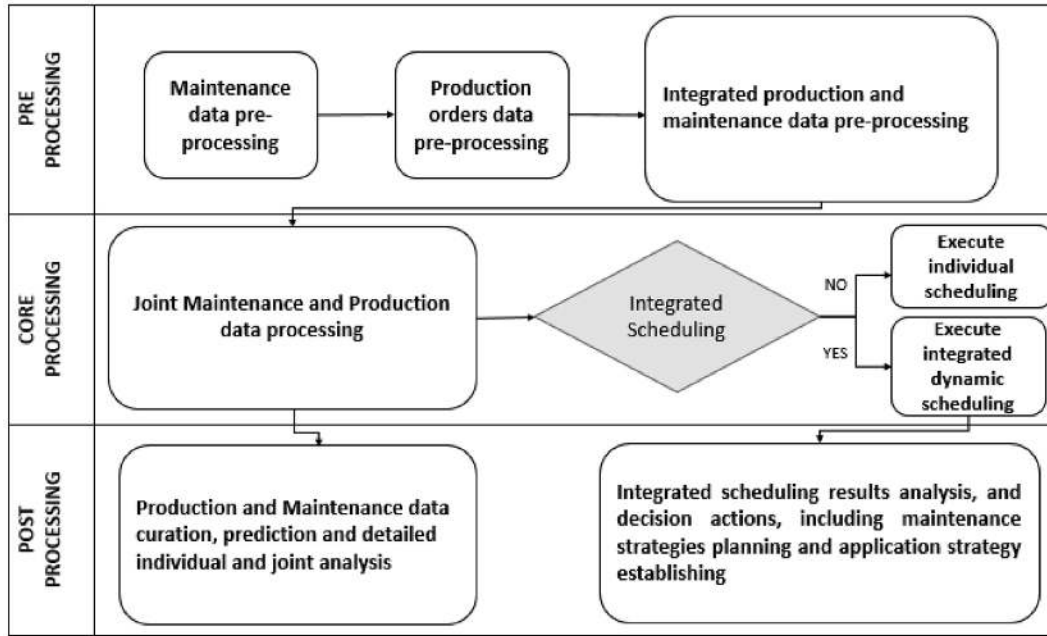 PRE
PROCESSING
Maintenance
data pre-
processing
Production
orders data
pre-processing
Integrated production and
maintenance data pre-processing
CORE
PROCESSING
Joint Maintenance and Production
data processing
Integrated
Scheduling
NO
YES
Execute
individual
scheduling
Execute
integrated
dynamic
scheduling
POST
PROCESSING
Production and Maintenance data
curation, prediction and detailed
individual and joint analysis
Integrated scheduling results analysis, and
decision actions, including maintenance
strategies planning and application strategy
establishing